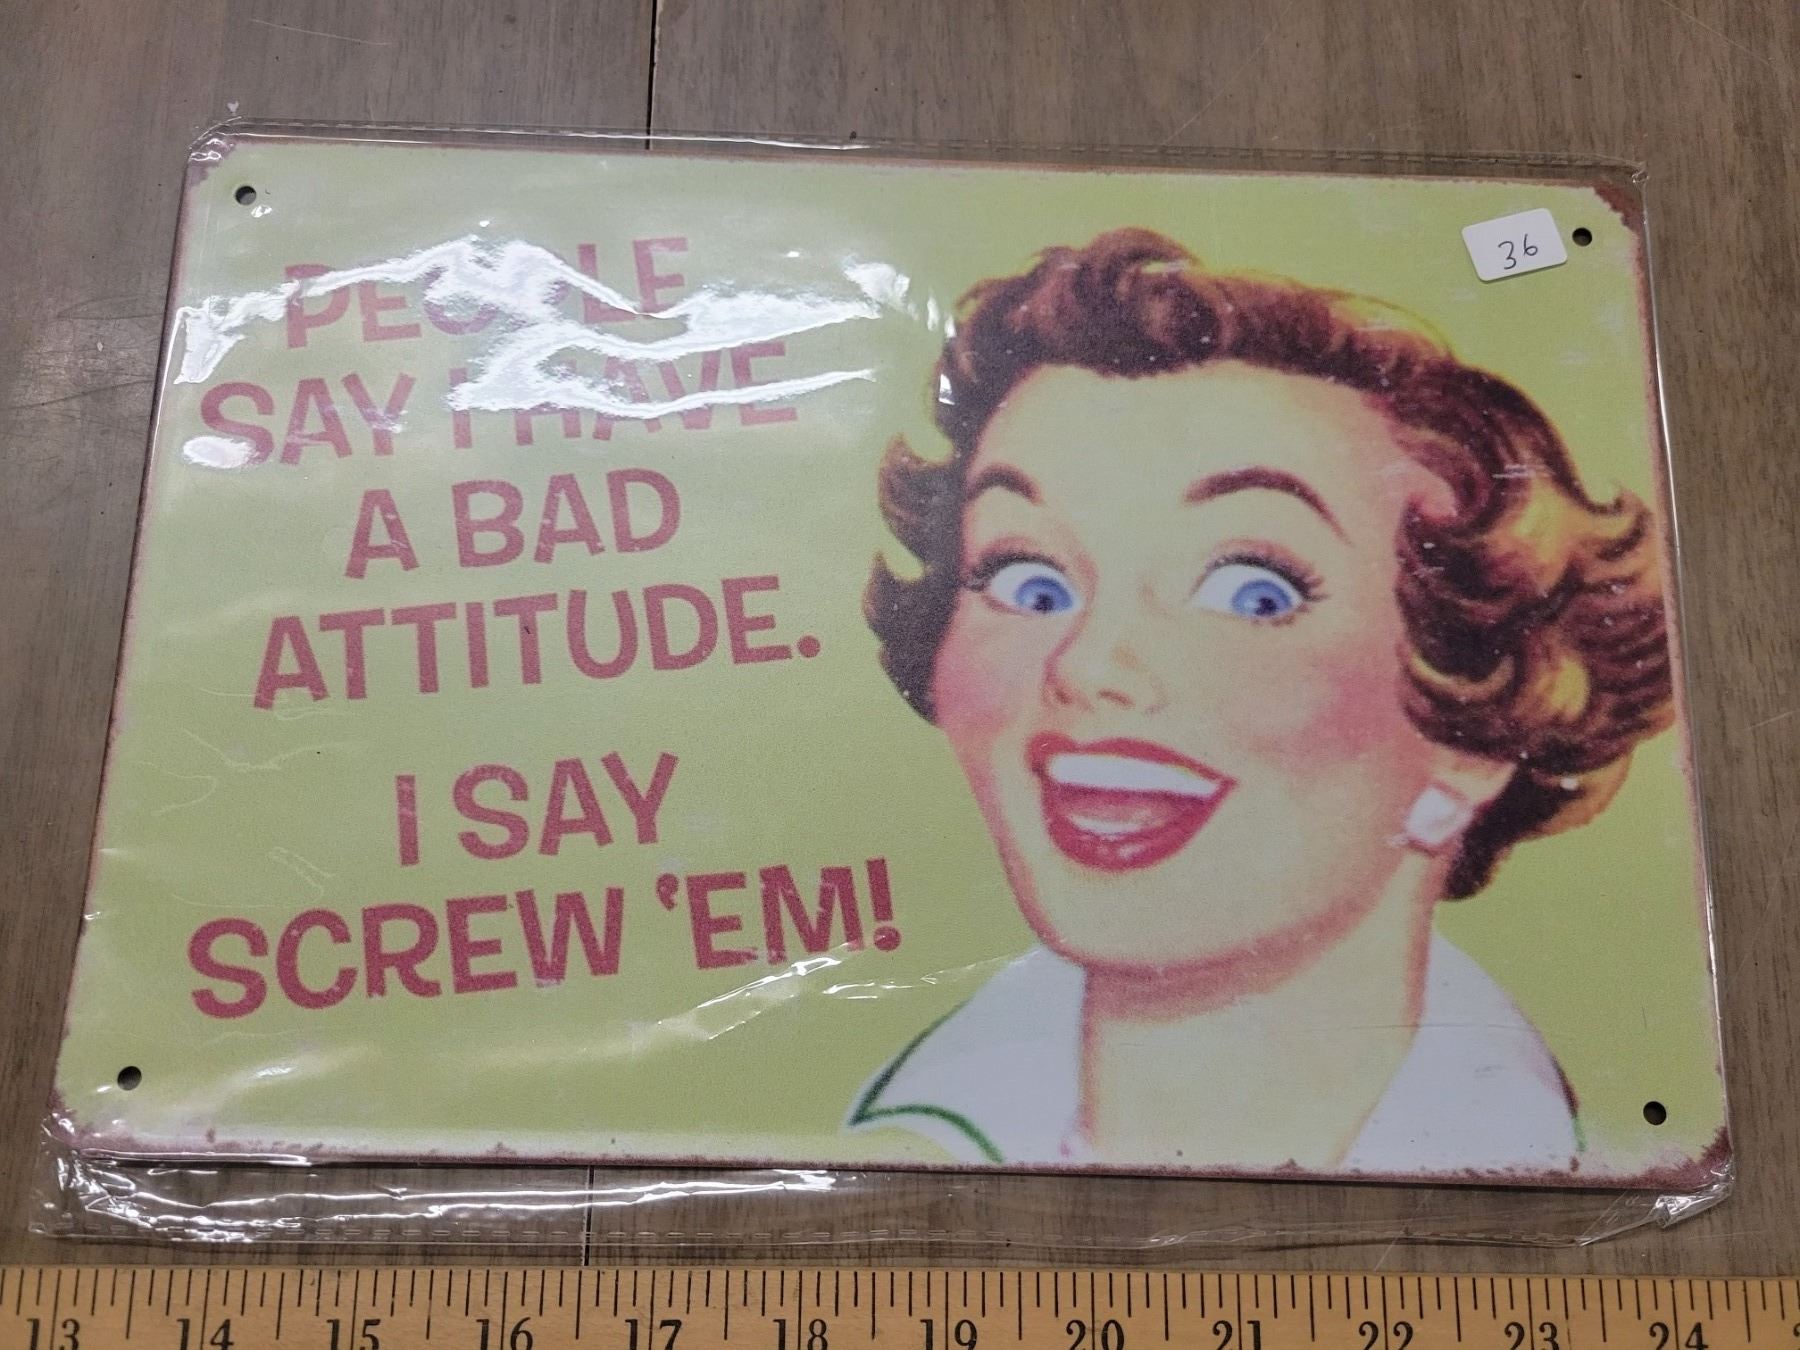 PEOPLE
SAY I HAVE
A BAD
ATTITUDE.
I SAY
SCREW 'EM!
36
13 14 15 16 17 18 19 20 21 22 23 24